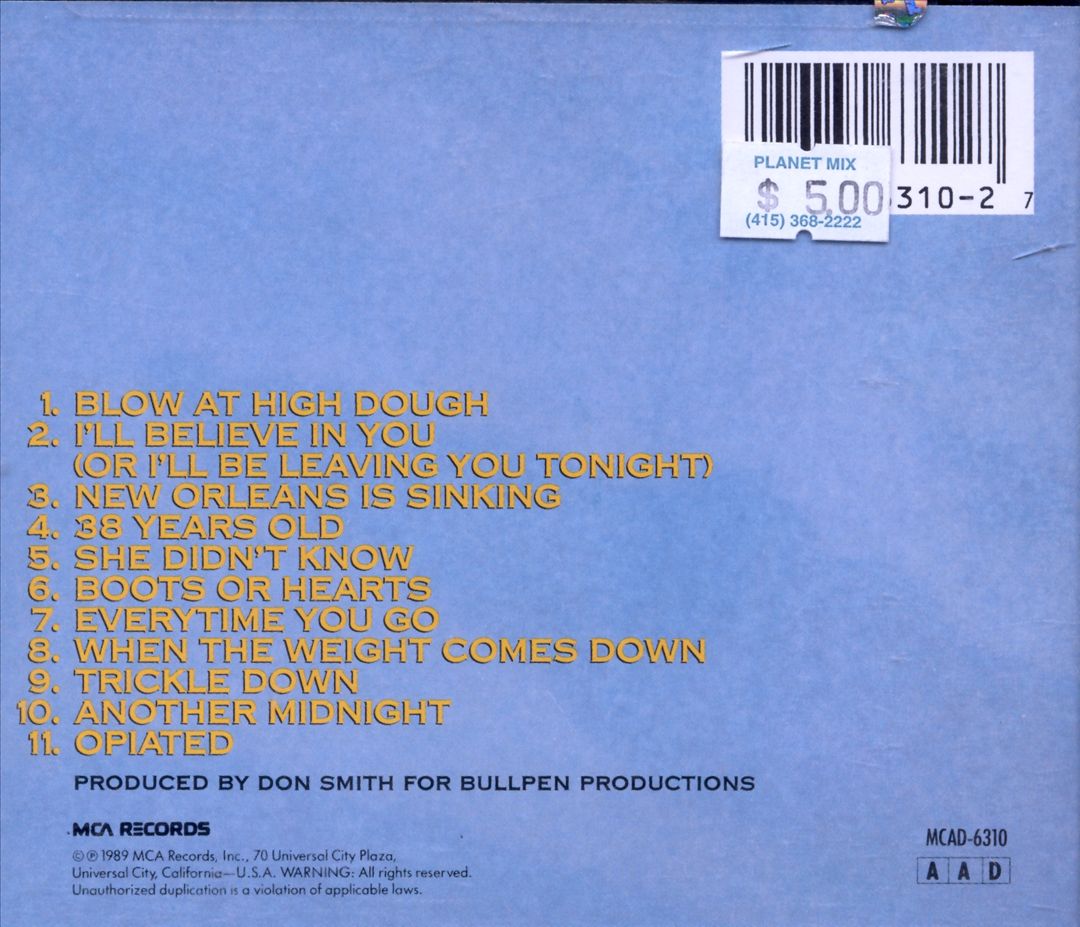 PLANET MIX
$ 5.00
310-2 7
(415) 368-2222
1. BLOW AT HIGH DOUGH
2. I'LL BELIEVE IN YOU
(OR I'LL BE LEAVING YOU TONIGHT)
3. NEW ORLEANS IS SINKING
4. 38 YEARS OLD
5. SHE DIDN'T KNOW
6. BOOTS OR HEARTS
7. EVERYTIME YOU GO
8. WHEN THE WEIGHT COMES DOWN
9. TRICKLE DOWN
10. ANOTHER MIDNIGHT
11. OPIATED
PRODUCED BY DON SMITH FOR BULLPEN PRODUCTIONS
MCA RECORDS
©℗ 1989 MCA Records, Inc., 70 Universal City Plaza,
Universal City, California—U.S.A. WARNING: All rights reserved.
Unauthorized duplication is a violation of applicable laws.
MCAD-6310
A A D